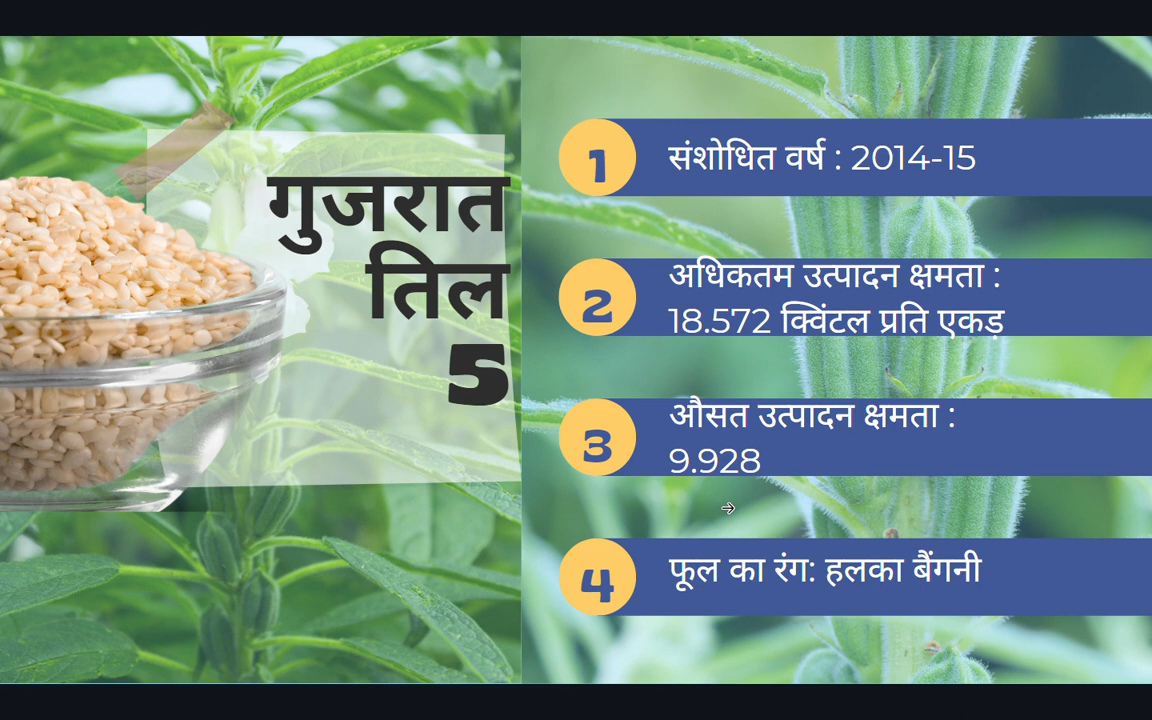 गुजरात
तिल
5
1
संशोधित वर्ष : 2014-15
2
अधिकतम उत्पादन क्षमता :
18.572 क्विंटल प्रति एकड़
3
औसत उत्पादन क्षमता :
9.928
4
फूल का रंग: हलका बैंगनी